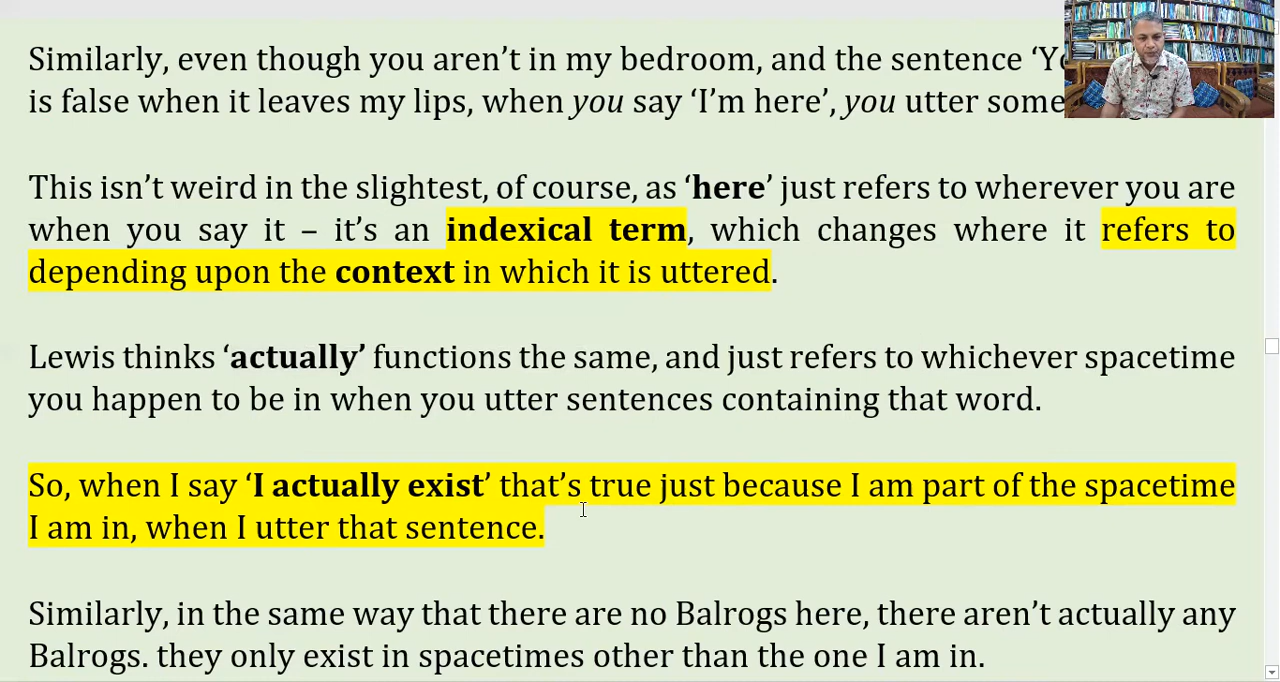 Similarly, even though you aren’t in my bedroom, and the sentence
is false when it leaves my lips, when you say ‘I’m here’, you utter
This isn’t weird in the slightest, of course, as ‘here’ just refers to wherever you are
when you say it – it’s an indexical term, which changes where it refers to
depending upon the context in which it is uttered.
Lewis thinks ‘actually’ functions the same, and just refers to whichever spacetime
you happen to be in when you utter sentences containing that word.
So, when I say ‘I actually exist’ that’s true just because I am part of the spacetime
I am in, when I utter that sentence.
Similarly, in the same way that there are no Balrogs here, there aren’t actually any
Balrogs. they only exist in spacetimes other than the one I am in.